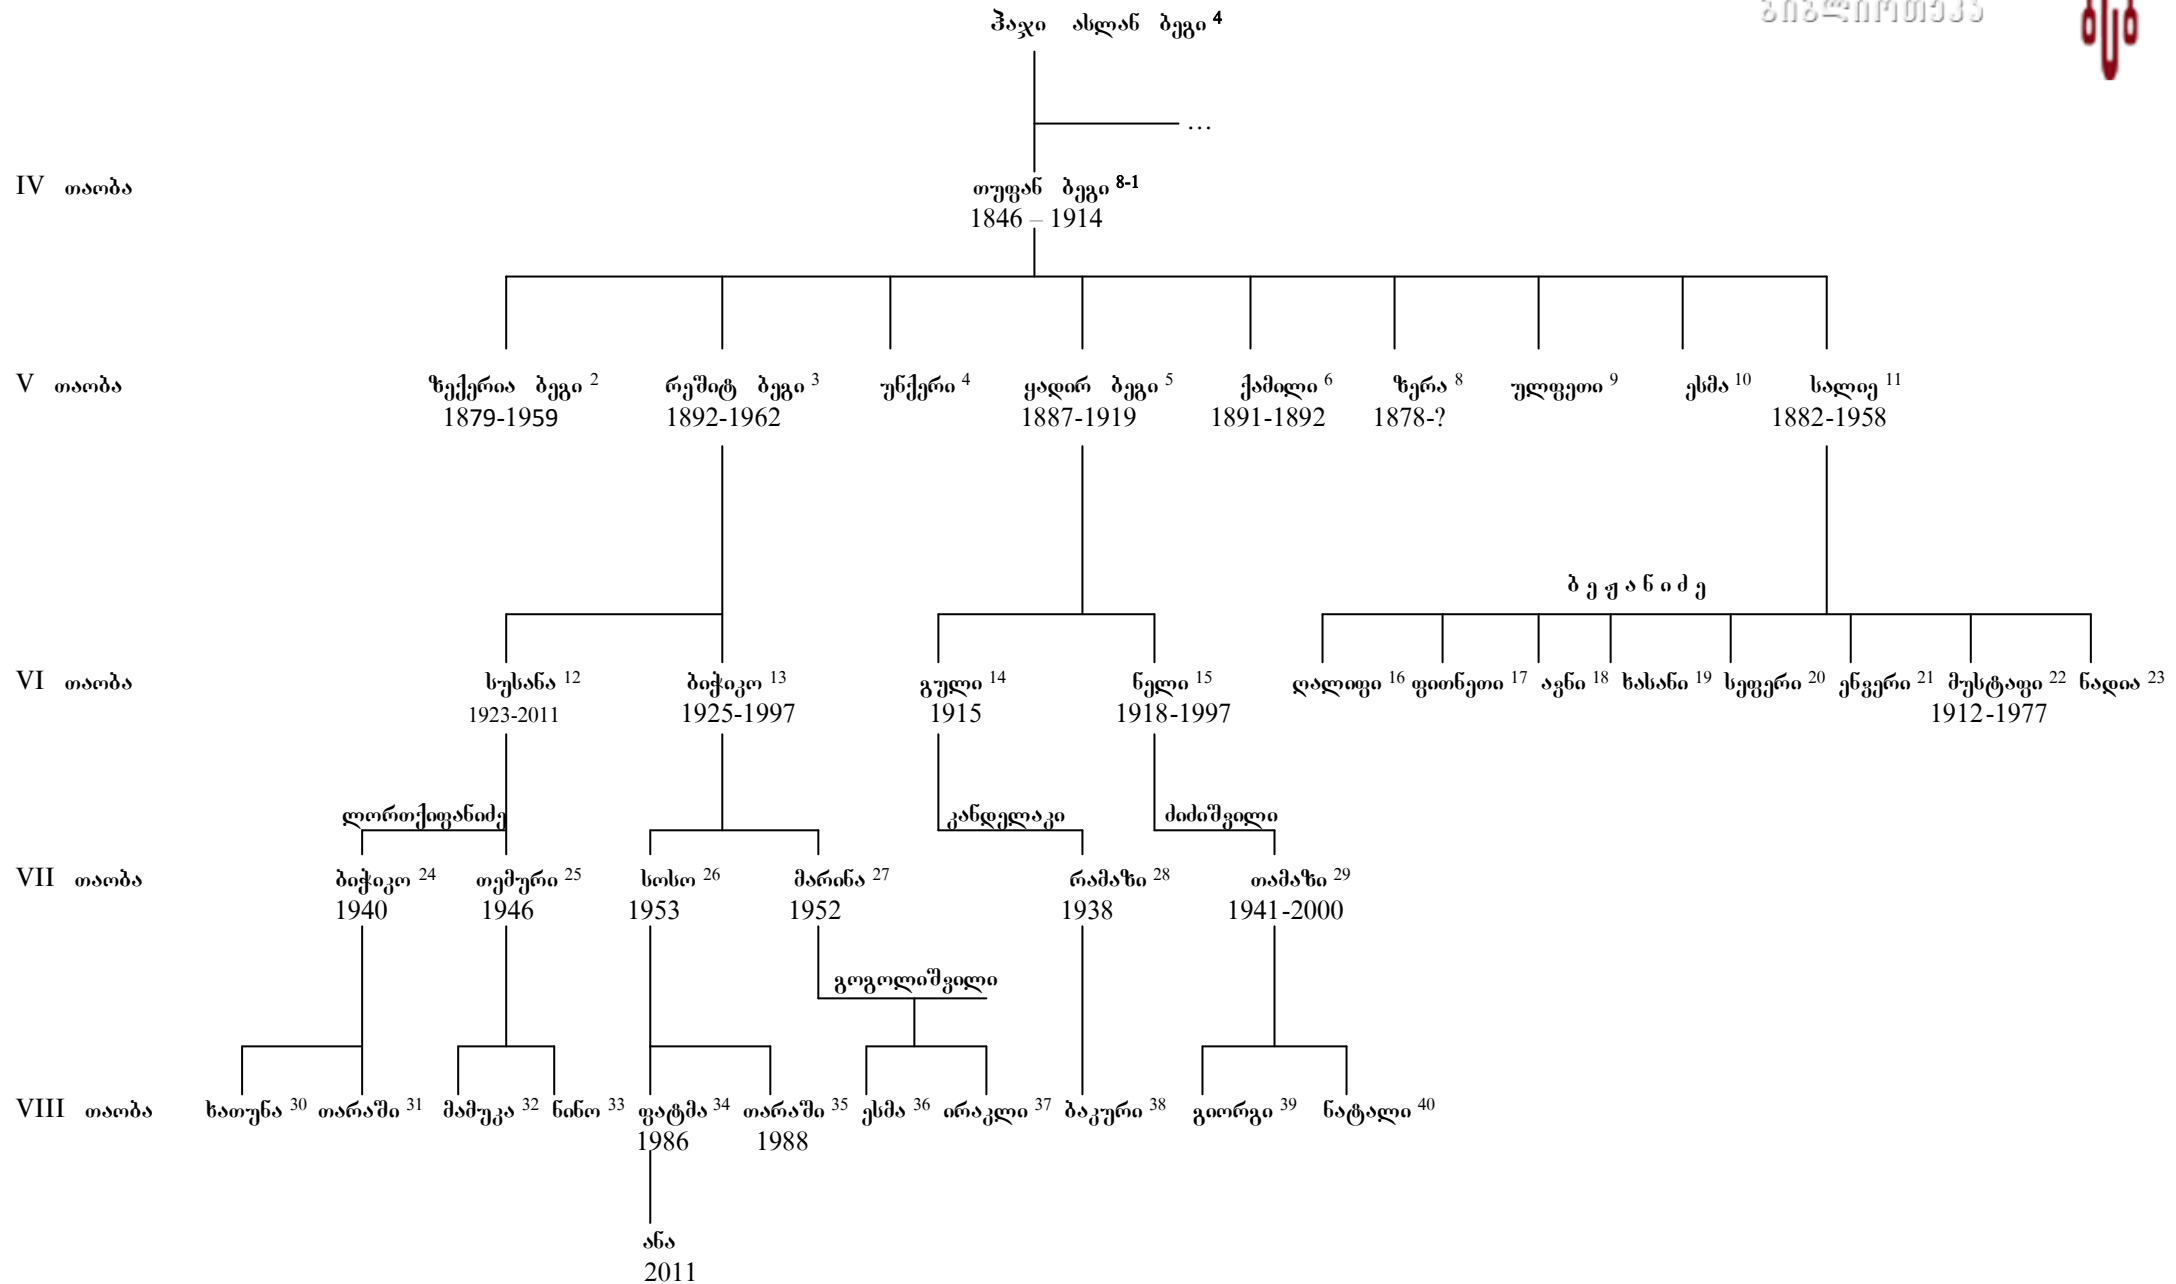 ბიბლიოთეკა
ჰაჯი ასლან ბეგი 4
...
IV თაობა თუფან ბეგი 8-1
1846 – 1914
V თაობა ზექერია ბეგი 2 რეშიტ ბეგი 3 უნქერი 4 ყადირ ბეგი 5 ქამილი 6 ზერა 8 ულფეთი 9 ესმა 10 სალიე 11
1879-1959 1892-1962 1887-1919 1891-1892 1878-? 1882-1958
ბ ე ჟ ა ნ ი ძ ე
VI თაობა სუსანა 12 ბიჭიკო 13 გული 14 ნელი 15 ღალიფი 16 ფითნეთი 17 ავნი 18 ხასანი 19 სეფერი 20 ენვერი 21 მუსტაფი 22 ნადია 23
1923-2011 1925-1997 1915 1918-1997 1912-1977
ლორთქიფანიძე კანდელაკი ძიძიშვილი
VII თაობა ბიჭიკო 24 თემური 25 სოსო 26 მარინა 27 რამაზი 28 თამაზი 29
1940 1946 1953 1952 1938 1941-2000
გოგოლიშვილი
VIII თაობა ხათუნა 30 თარაში 31 მამუკა 32 ნინო 33 ფატმა 34 თარაში 35 ესმა 36 ირაკლი 37 ბაკური 38 გიორგი 39 ნატალი 40
1986 1988
ანა
2011